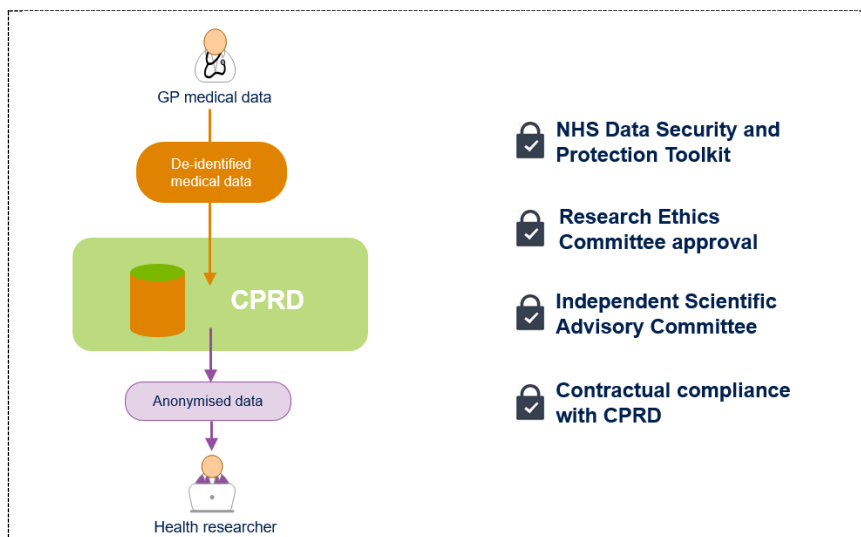 GP medical data
De-identified
medical data
CPRD
Anonymised data
Health researcher
NHS Data Security and
Protection Toolkit
Research Ethics
Committee approval
Independent Scientific
Advisory Committee
Contractual compliance
with CPRD